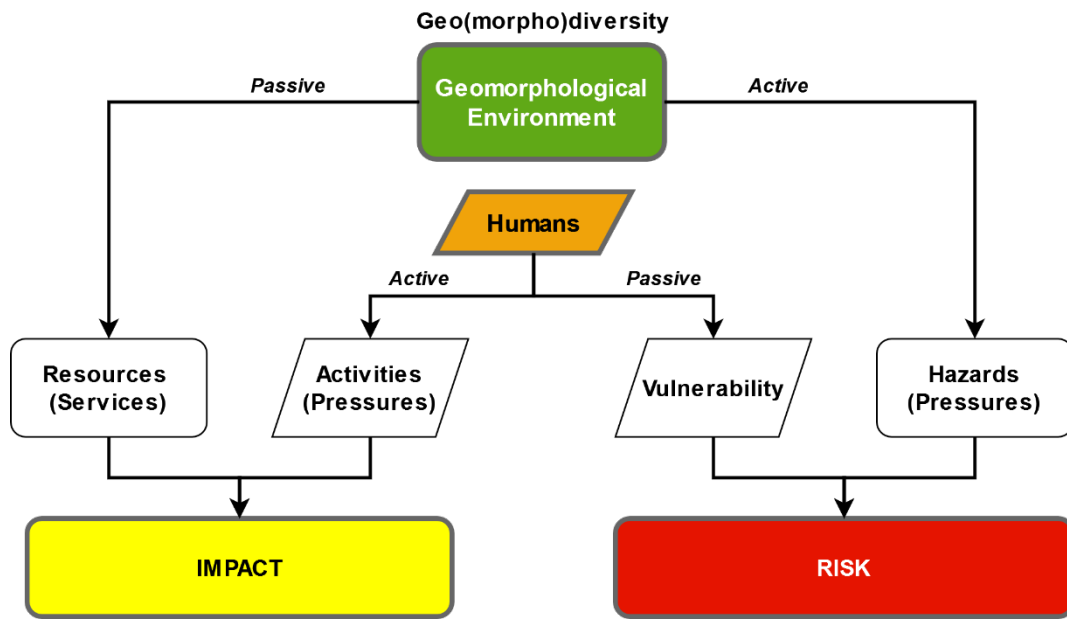 Geo(morpho)diversity
Passive
Geomorphological
Environment
Active
Humans
Active
Passive
Resources
(Services)
Activities
(Pressures)
Vulnerability
Hazards
(Pressures)
IMPACT
RISK